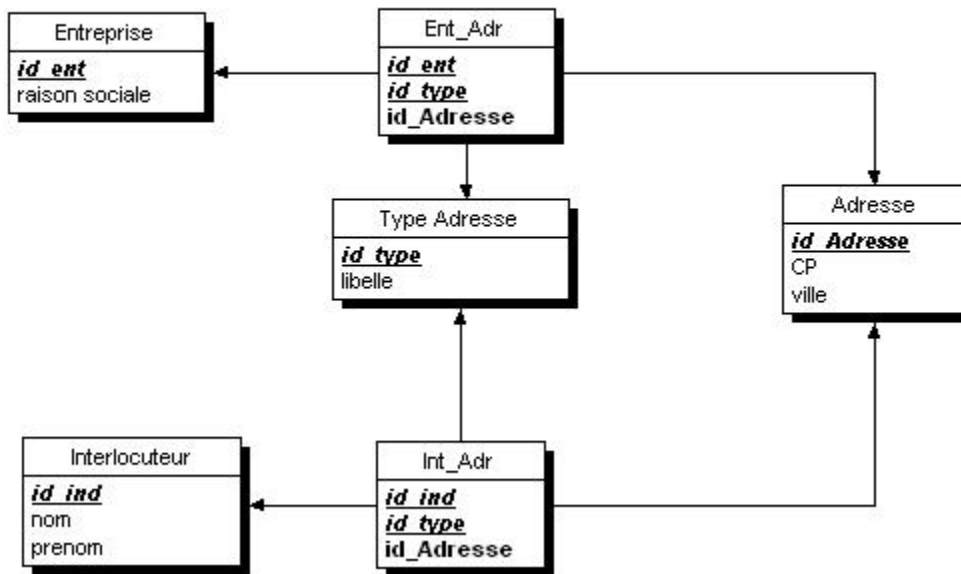 Entreprise
id_ent
raison sociale
Ent_Adr
id_ent
id_type
id_Adresse
Type Adresse
id_type
libelle
Adresse
id_Adresse
CP
ville
Interlocuteur
id_ind
nom
prenom
Int_Adr
id_ind
id_type
id_Adresse